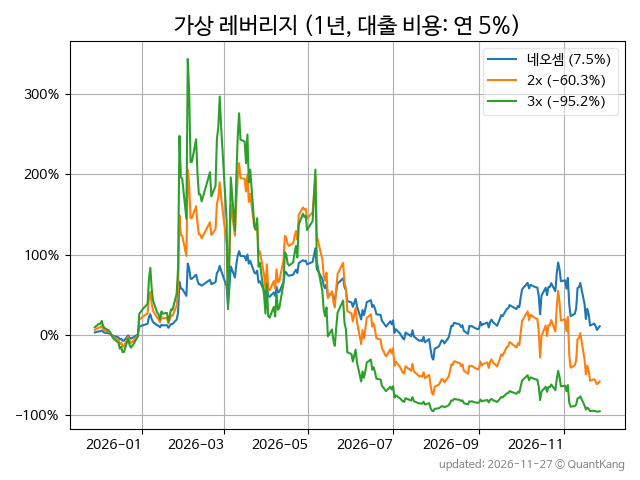 가상 레버리지 (1년, 대출 비용: 연 5%)
네오셈 (7.5%)
2x (-60.3%)
3x (-95.2%)
300%
200%
100%
0%
-100%
2026-01 2026-03 2026-05 2026-07 2026-09 2026-11
updated: 2026-11-27 © QuantKang